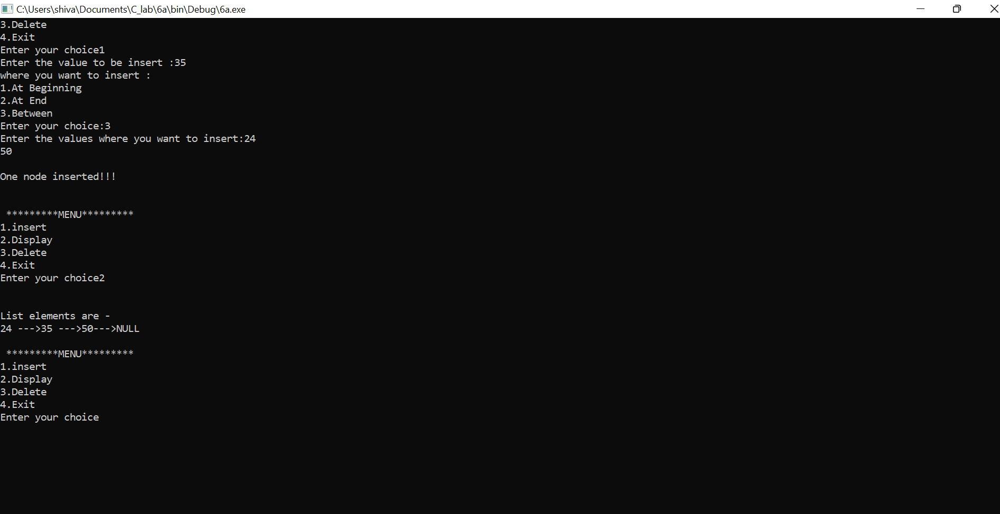 C:\Users\shiva\Documents\C_lab\6a\bin\Debug\6a.exe
3.Delete
4.Exit
Enter your choice1
Enter the value to be insert :35
where you want to insert :
1.At Beginning
2.At End
3.Between
Enter your choice:3
Enter the values where you want to insert:24
50
One node inserted!!!
*********MENU*********
1.insert
2.Display
3.Delete
4.Exit
Enter your choice2
List elements are -
24 --->35 --->50--->NULL
*********MENU*********
1.insert
2.Display
3.Delete
4.Exit
Enter your choice